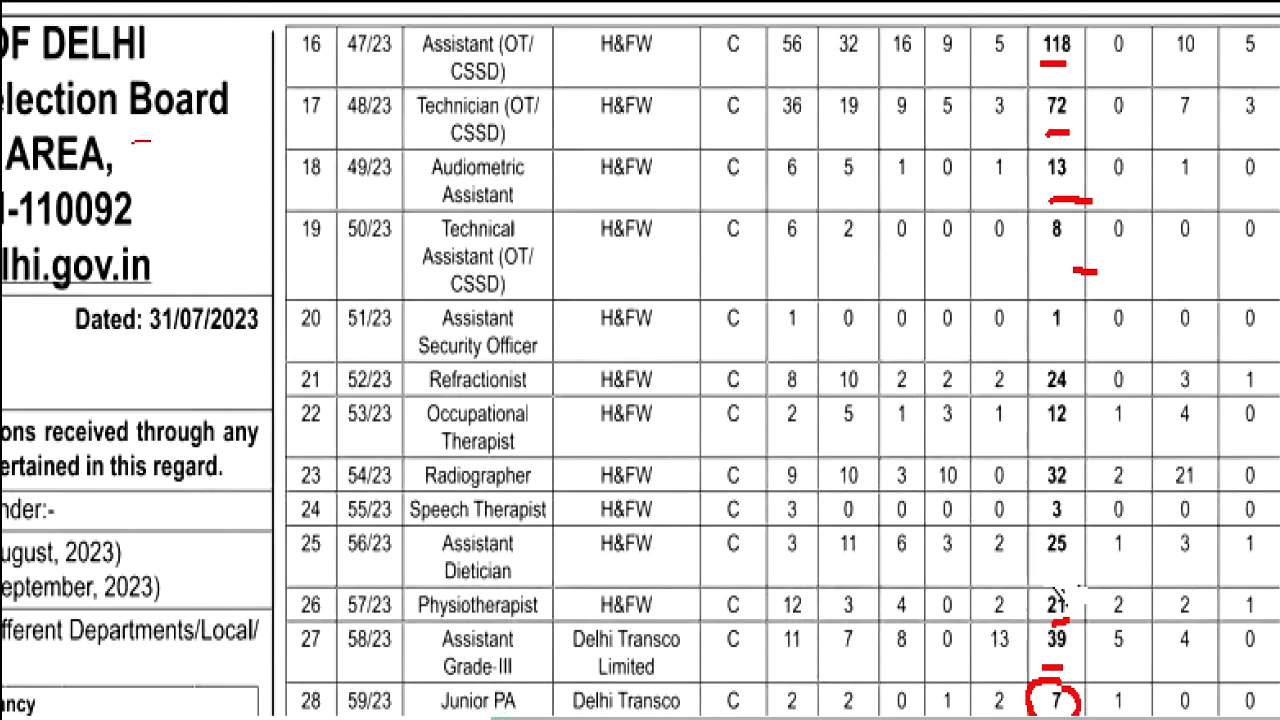 OF DELHI
election Board
AREA,
-110092
lhi.gov.in
Dated: 31/07/2023
ons received through any
ertained in this regard.
nder:-
ugust, 2023)
eptember, 2023)
fferent Departments/Local/
ancy
16 47/23 Assistant (OT/ H&FW C 56 32 16 9 5 118 0 10 5
CSSD)
17 48/23 Technician (OT/ H&FW C 36 19 9 5 3 72 0 7 3
CSSD)
18 49/23 Audiometric H&FW C 6 5 1 0 1 13 0 1 0
Assistant
19 50/23 Technical H&FW C 6 2 0 0 0 8 0 0 0
Assistant (OT/
CSSD)
20 51/23 Assistant H&FW C 1 0 0 0 0 1 0 0 0
Security Officer
21 52/23 Refractionist H&FW C 8 10 2 2 2 24 0 3 1
22 53/23 Occupational H&FW C 2 5 1 3 1 12 1 4 0
Therapist
23 54/23 Radiographer H&FW C 9 10 3 10 0 32 2 21 0
24 55/23 Speech Therapist H&FW C 3 0 0 0 0 3 0 0 0
25 56/23 Assistant H&FW C 3 11 6 3 2 25 1 3 1
Dietician
26 57/23 Physiotherapist H&FW C 12 3 4 0 2 21 2 2 1
27 58/23 Assistant Delhi Transco C 11 7 8 0 13 39 5 4 0
Grade-III Limited
28 59/23 Junior PA Delhi Transco C 2 2 0 1 2 7 1 0 0